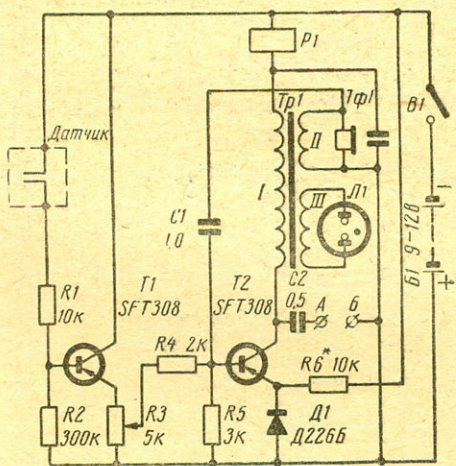 P1
Тр1
Тф1
В1
Датчик
II
I
III
Л1
C1
1,0
Б1 9-12В
R1
10к
T1
SFT308
T2
SFT308
C2
0,5
А
Б
R4 2к
R6* 10к
R2
300к
R3
5к
R5
3к
Д1
Д226Б